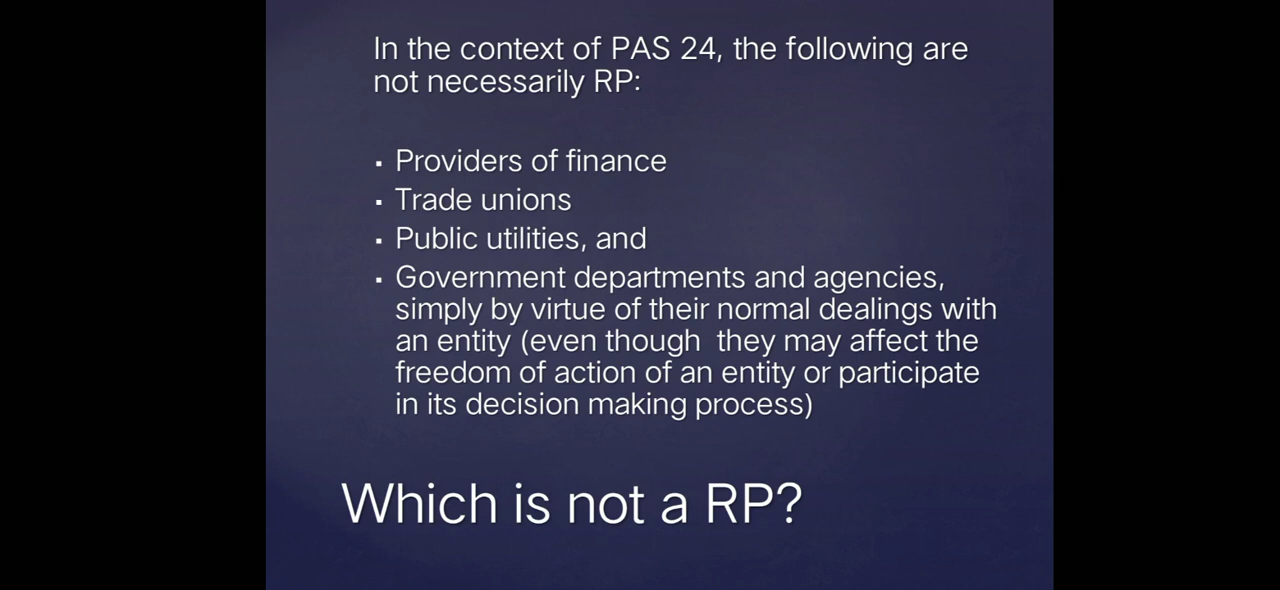 In the context of PAS 24, the following are
not necessarily RP:
▪ Providers of finance
▪ Trade unions
▪ Public utilities, and
▪ Government departments and agencies,
simply by virtue of their normal dealings with
an entity (even though  they may affect the
freedom of action of an entity or participate
in its decision making process)
Which is not a RP?